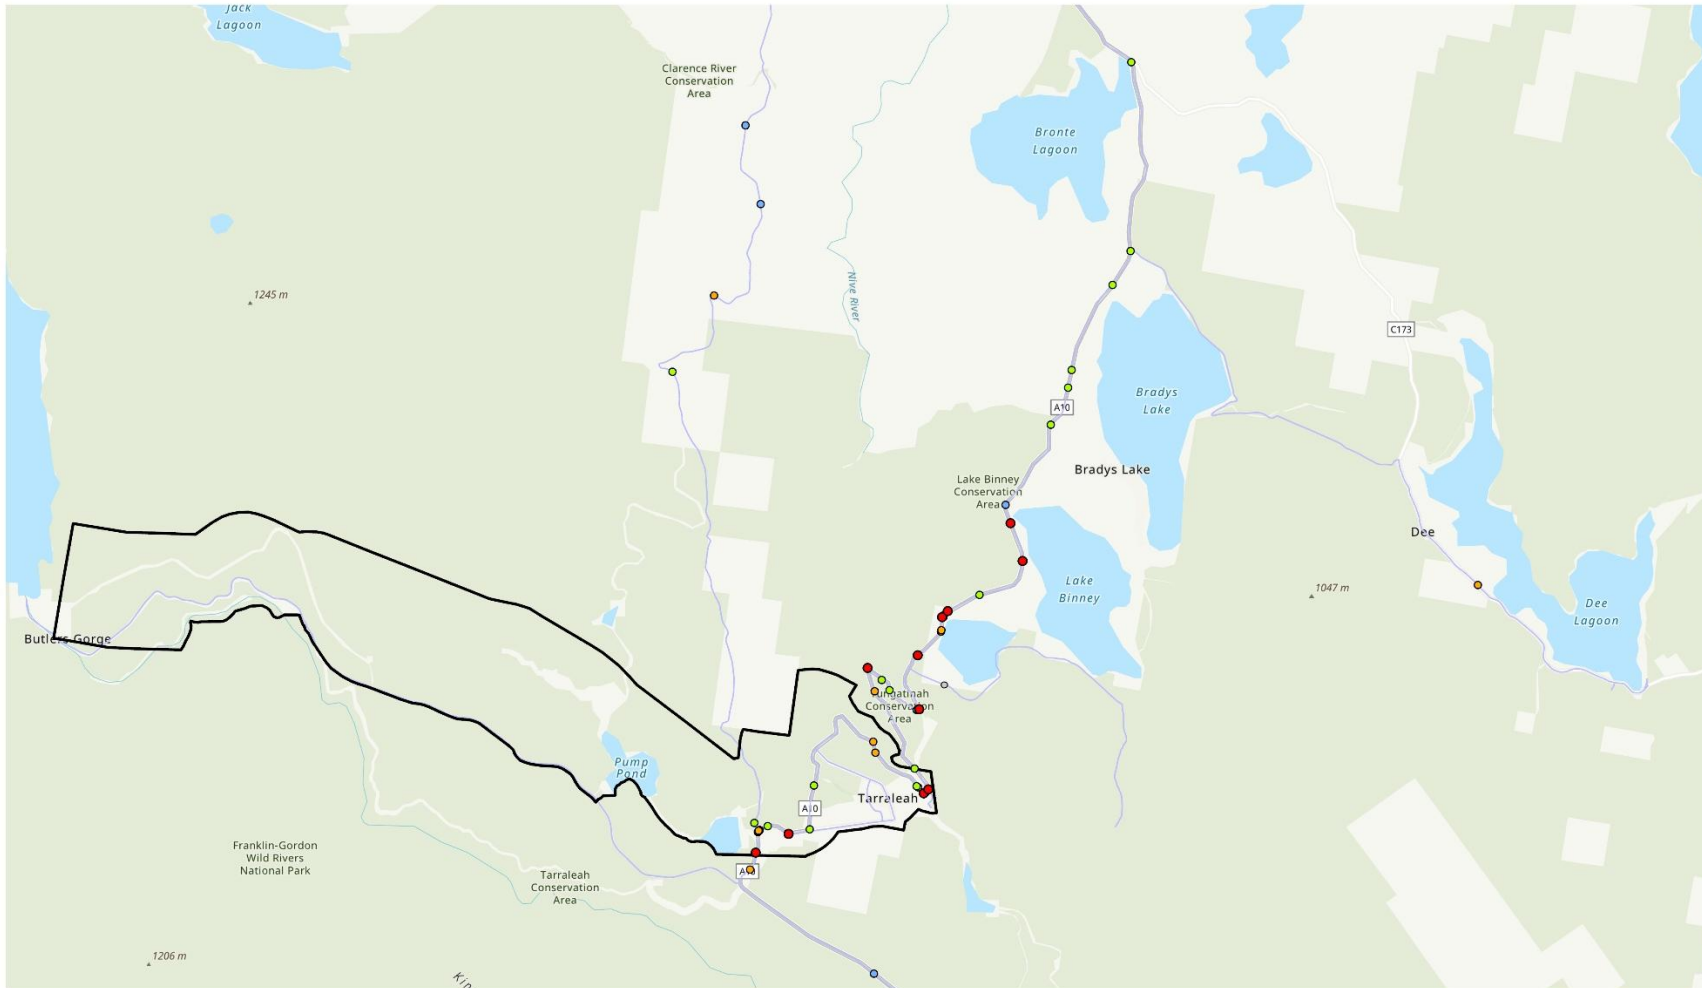 Jack
Lagoon
Clarence River
Conservation
Area
Bronte
Lagoon
1245 m
Nive River
C173
Bradys
Lake
A10
Bradys Lake
Lake Binney
Conservation
Area
Dee
Lake
Binney
1047 m
Dee
Lagoon
Butlers Gorge
Tungatinah
Conservation
Area
Pump
Pond
Tarraleah
A10
Franklin-Gordon
Wild Rivers
National Park
Tarraleah
Conservation
Area
A10
1206 m